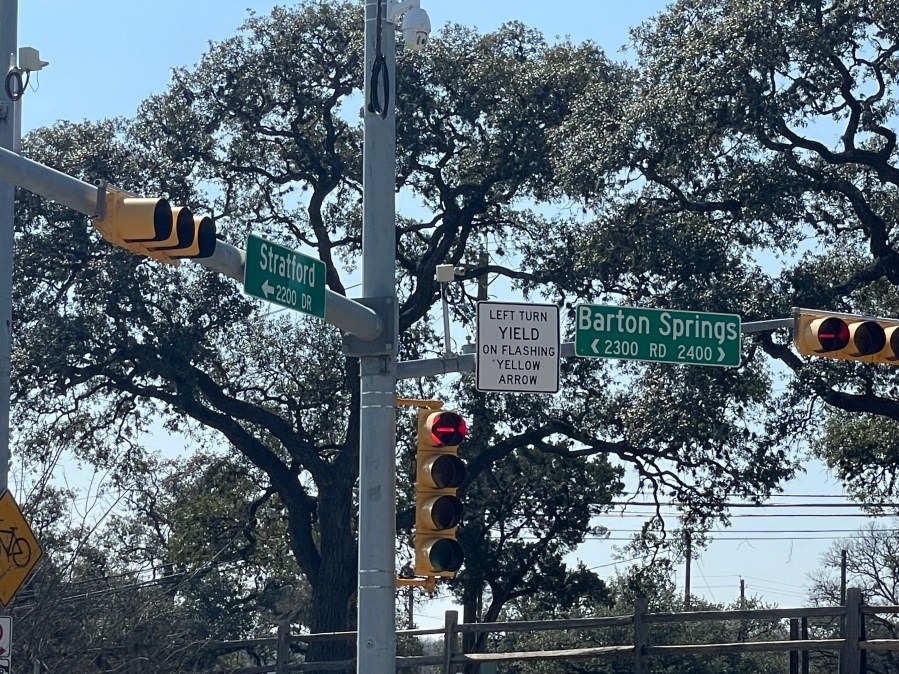 Stratford
← 2200 DR
LEFT TURN
YIELD
ON FLASHING
YELLOW
ARROW
Barton Springs
< 2300 RD 2400 >